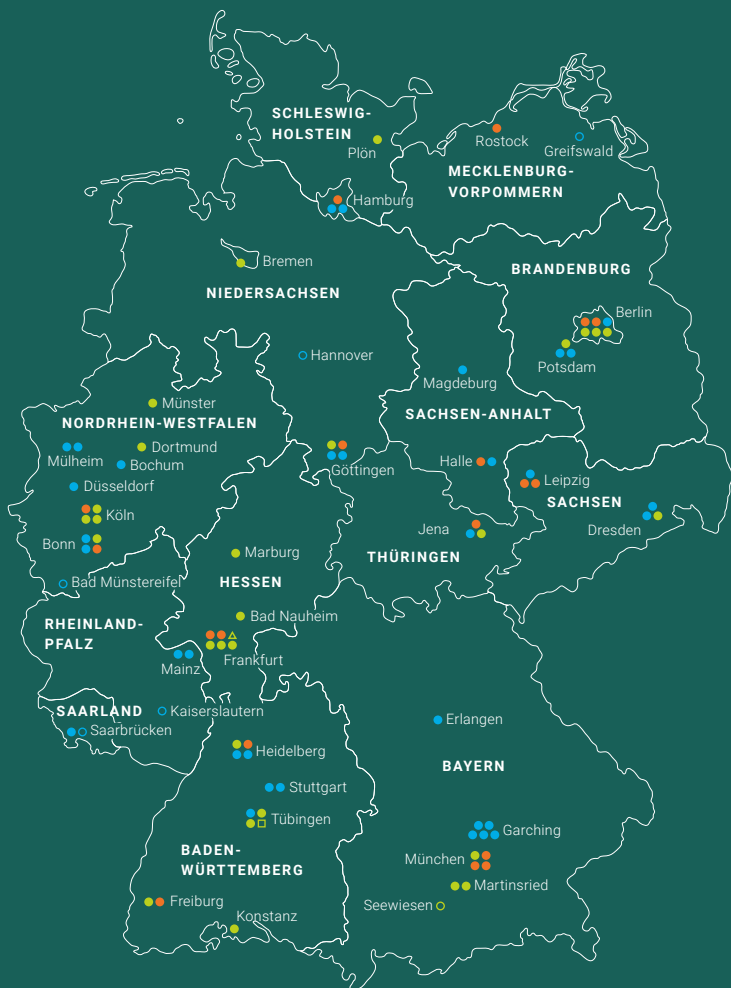 SCHLESWIG-
HOLSTEIN
Plön
Rostock
Greifswald
MECKLENBURG-
VORPOMMERN
Hamburg
Bremen
NIEDERSACHSEN
BRANDENBURG
Berlin
Potsdam
Hannover
Magdeburg
SACHSEN-ANHALT
Münster
NORDRHEIN-WESTFALEN
Dortmund
Mülheim
Bochum
Düsseldorf
Köln
Bonn
Bad Münstereifel
Göttingen
Halle
Leipzig
SACHSEN
Dresden
Jena
THÜRINGEN
Marburg
HESSEN
Bad Nauheim
Frankfurt
RHEINLAND-
PFALZ
Mainz
SAARLAND
Kaiserslautern
Saarbrücken
Erlangen
BAYERN
Heidelberg
Stuttgart
Tübingen
BADEN-
WÜRTTEMBERG
Garching
München
Martinsried
Seewiesen
Freiburg
Konstanz